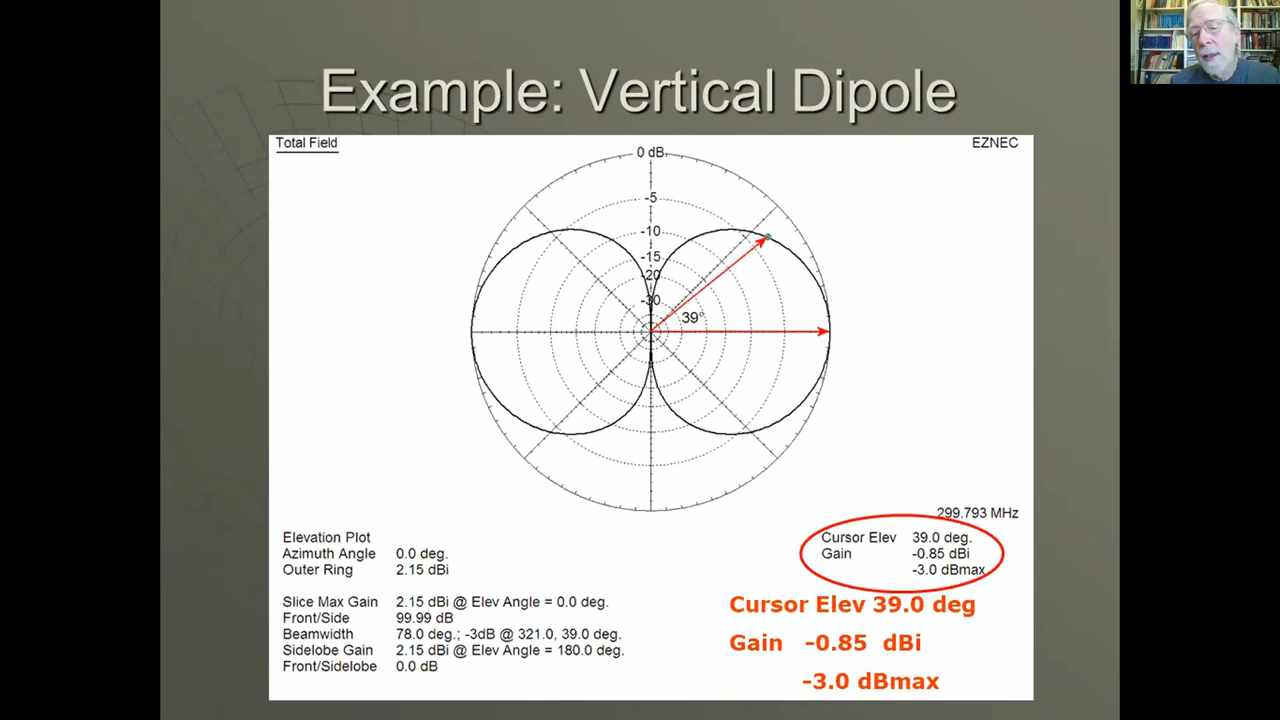 Example: Vertical Dipole
Total Field
EZNEC
0 dB
-5
-10
-15
-20
-30
39°
299.793 MHz
Elevation Plot
Azimuth Angle 0.0 deg.
Outer Ring 2.15 dBi
Cursor Elev 39.0 deg.
Gain -0.85 dBi
-3.0 dBmax
Slice Max Gain 2.15 dBi @ Elev Angle = 0.0 deg.
Front/Side 99.99 dB
Beamwidth 78.0 deg.; -3dB @ 321.0, 39.0 deg.
Sidelobe Gain 2.15 dBi @ Elev Angle = 180.0 deg.
Front/Sidelobe 0.0 dB
Cursor Elev 39.0 deg
Gain -0.85 dBi
-3.0 dBmax